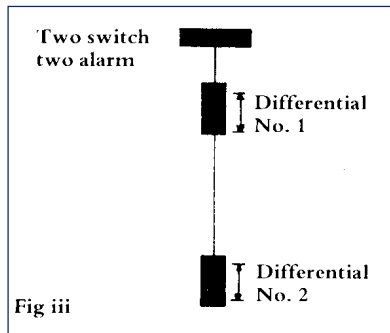 Two switch
two alarm
Differential
No. 1
Differential
No. 2
Fig iii